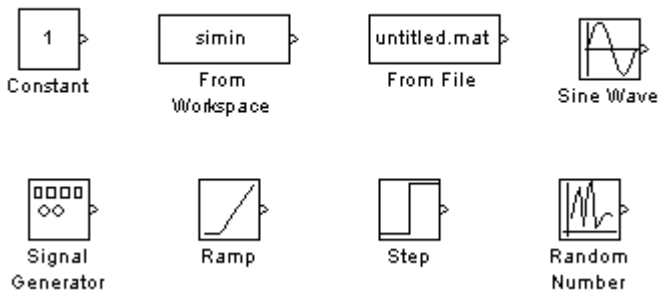 1
simin
untitled.mat
Constant
From
Workspace
From File
Sine Wave
Signal
Generator
Ramp
Step
Random
Number